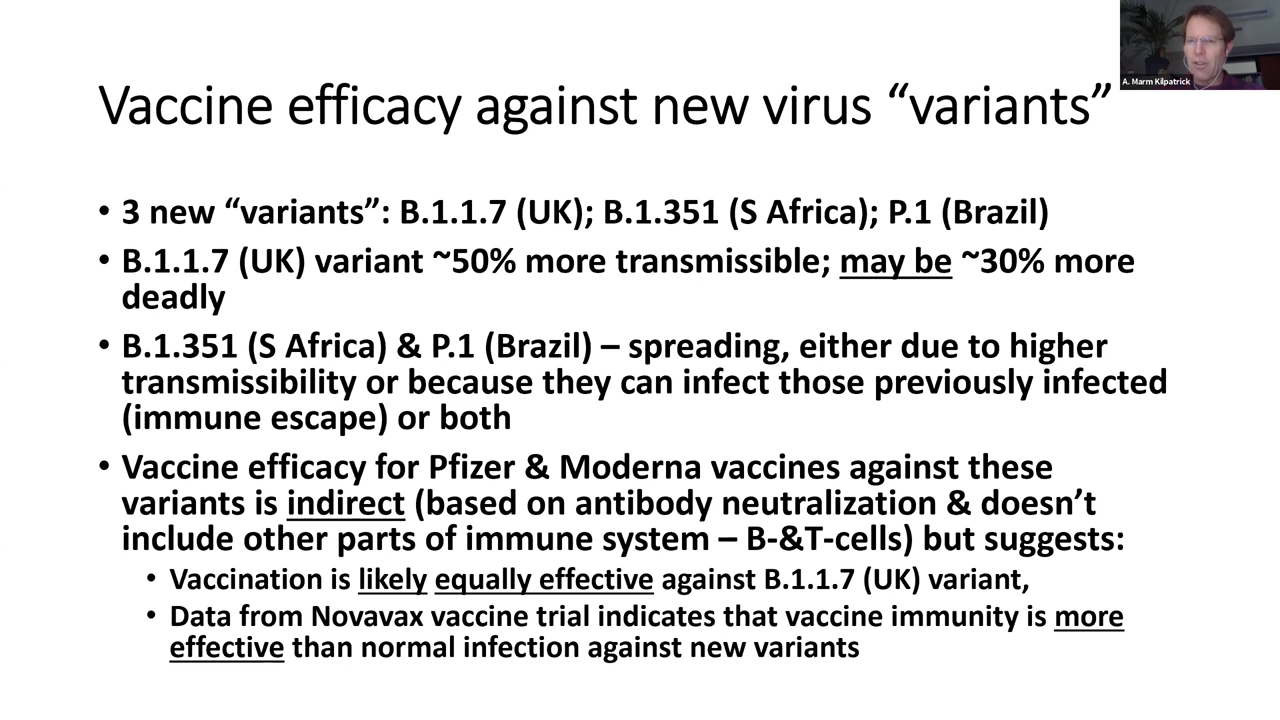 A. Marm Kilpatrick
Vaccine efficacy against new virus “variants”
• 3 new “variants”: B.1.1.7 (UK); B.1.351 (S Africa); P.1 (Brazil)
• B.1.1.7 (UK) variant ~50% more transmissible; may be ~30% more
deadly
• B.1.351 (S Africa) & P.1 (Brazil) – spreading, either due to higher
transmissibility or because they can infect those previously infected
(immune escape) or both
• Vaccine efficacy for Pfizer & Moderna vaccines against these
variants is indirect (based on antibody neutralization & doesn’t
include other parts of immune system – B-&T-cells) but suggests:
• Vaccination is likely equally effective against B.1.1.7 (UK) variant,
• Data from Novavax vaccine trial indicates that vaccine immunity is more
effective than normal infection against new variants